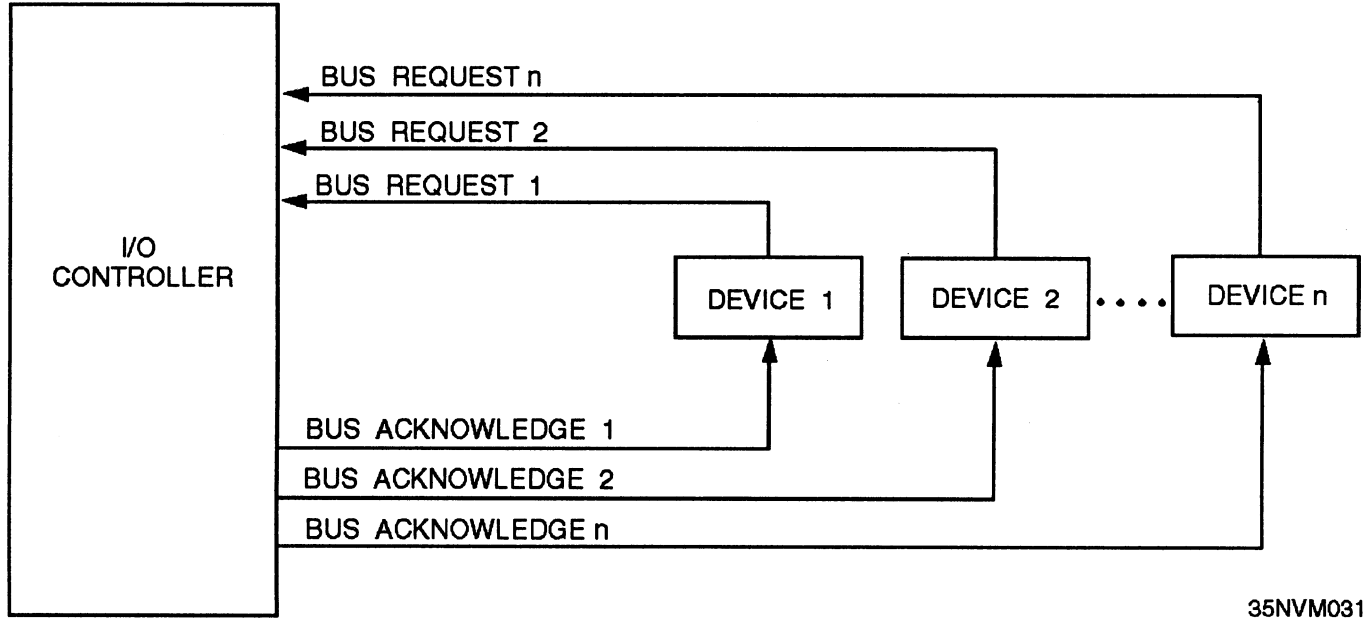 BUS REQUEST n
BUS REQUEST 2
BUS REQUEST 1
I/O
CONTROLLER
DEVICE 1
DEVICE 2
DEVICE n
BUS ACKNOWLEDGE 1
BUS ACKNOWLEDGE 2
BUS ACKNOWLEDGE n
35NVM031